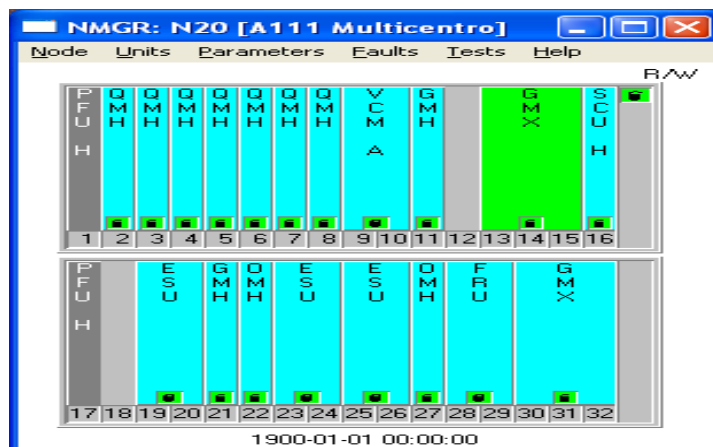 NMGR: N20 [A111 Multicentro]
Node Units Parameters Faults Tests Help
R/W
PFU H QMH QMH QMH QMH QMH QMH QMH VCM A GMH GMX SCU H
1 2 3 4 5 6 7 8 9 10 11 12 13 14 15 16
PFU H ESU GMH OMH ESU ESU OMH FRU GMX
17 18 19 20 21 22 23 24 25 26 27 28 29 30 31 32
1900-01-01 00:00:00